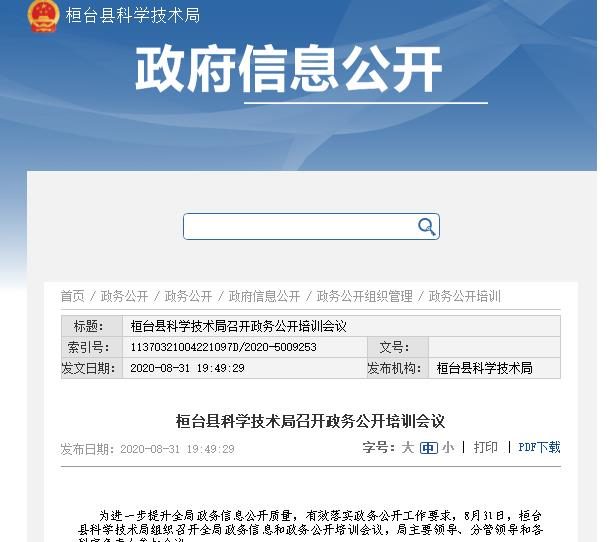 桓台县科学技术局
政府信息公开
首页 / 政务公开 / 政务公开 / 政府信息公开 / 政务公开组织管理 / 政务公开培训
标题: 桓台县科学技术局召开政务公开培训会议
索引号: 11370321004221097D/2020-5009253 文号:
发文日期: 2020-08-31 19:49:29 发布机构: 桓台县科学技术局
桓台县科学技术局召开政务公开培训会议
发布日期: 2020-08-31 19:49:29 字号: 大 中 小 | 打印 | PDF下载
为进一步提升全局政务信息公开质量，有效落实政务公开工作要求，8月31日，桓台
县科学技术局组织召开全局政务信息和政务公开培训会议，局主要领导、分管领导和各